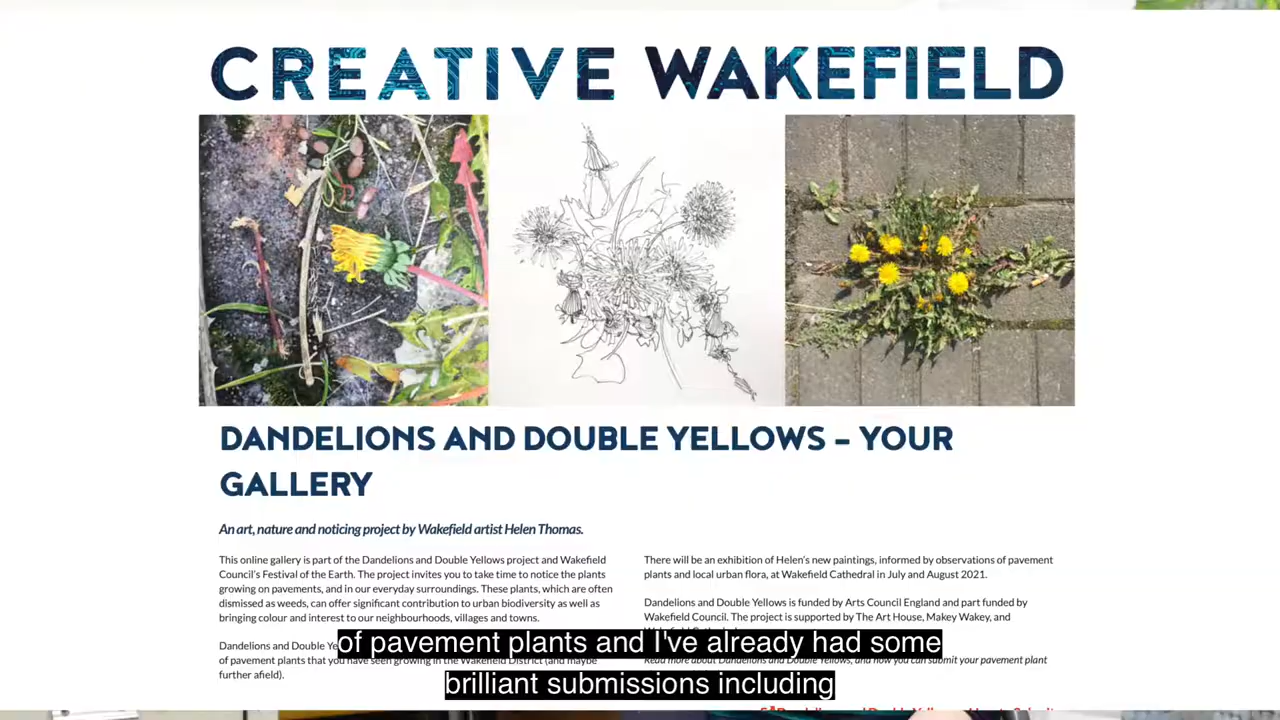 CREATIVE WAKEFIELD
DANDELIONS AND DOUBLE YELLOWS – YOUR
GALLERY
An art, nature and noticing project by Wakefield artist Helen Thomas.
This online gallery is part of the Dandelions and Double Yellows project and Wakefield
Council's Festival of the Earth. The project invites you to take time to notice the plants
growing on pavements, and in our everyday surroundings. These plants, which are often
dismissed as weeds, can offer significant contribution to urban biodiversity as well as
bringing colour and interest to our neighbourhoods, villages and towns.
Dandelions and Double
of pavement plants that you have seen growing in the Wakefield District (and maybe
further afield).
There will be an exhibition of Helen's new paintings, informed by observations of pavement
plants and local urban flora, at Wakefield Cathedral in July and August 2021.
Dandelions and Double Yellows is funded by Arts Council England and part funded by
Wakefield Council. The project is supported by The Art House, Makey Wakey, and
Read more about Dandelions and Double Yellows, and how you can submit your pavement plant
of pavement plants and I've already had some
brilliant submissions including